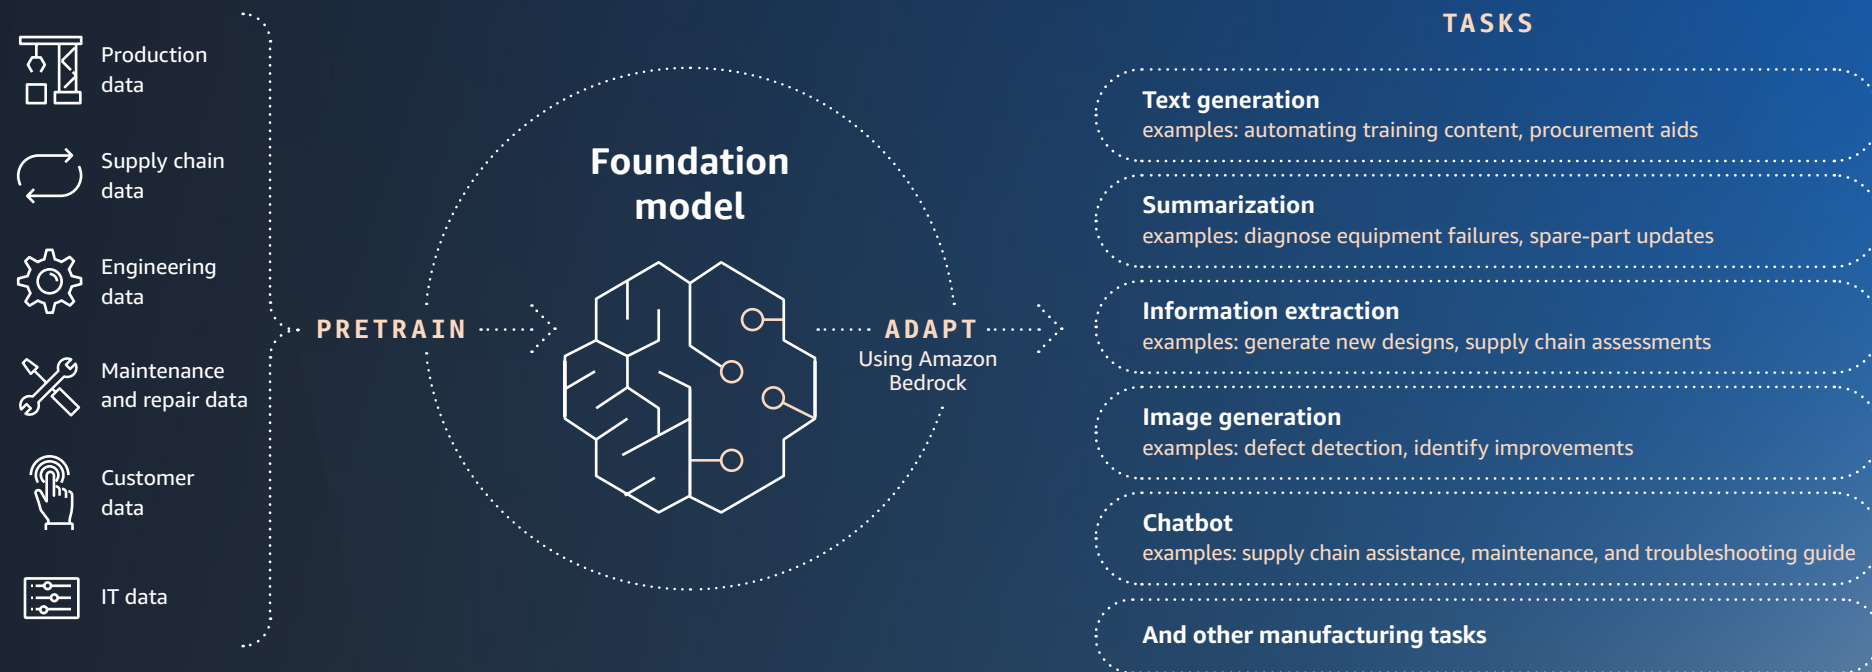 Production
data
Supply chain
data
Engineering
data
Maintenance
and repair data
Customer
data
IT data
PRETRAIN
Foundation
model
ADAPT
Using Amazon
Bedrock
TASKS
Text generation
examples: automating training content, procurement aids
Summarization
examples: diagnose equipment failures, spare-part updates
Information extraction
examples: generate new designs, supply chain assessments
Image generation
examples: defect detection, identify improvements
Chatbot
examples: supply chain assistance, maintenance, and troubleshooting guide
And other manufacturing tasks